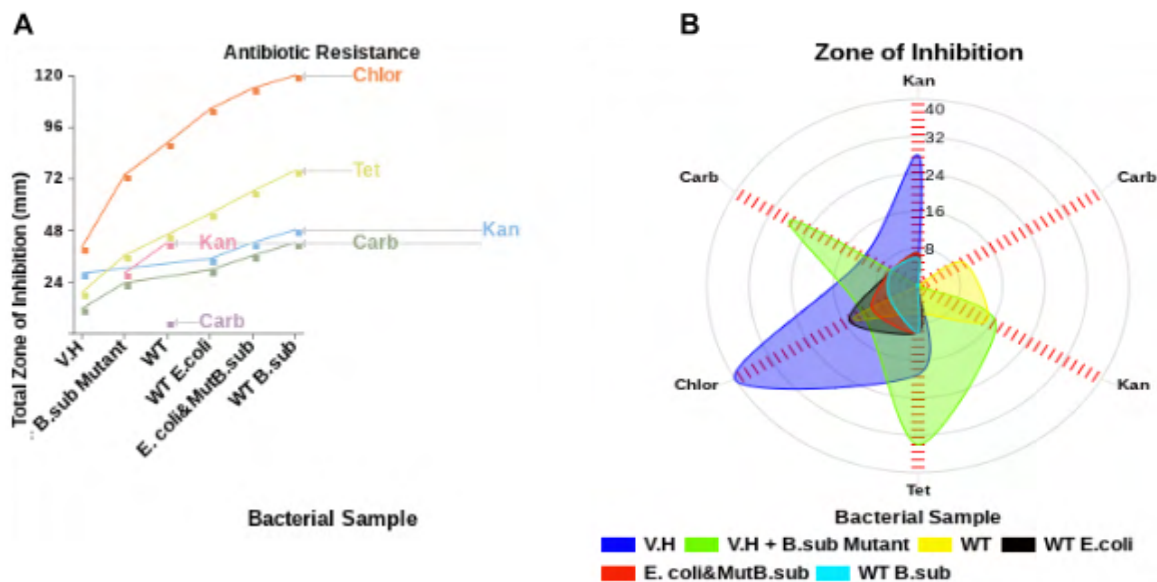 A
Antibiotic Resistance
Total Zone of Inhibition (mm)
120
96
72
48
24
Chlor
Tet
Kan
Kan
Carb
Carb
V.H
.. B.sub Mutant
WT
WT E.coli
E. coli&MutB.sub
WT B.sub
Bacterial Sample
B
Zone of Inhibition
Kan
40
32
24
16
8
Carb
Carb
Chlor
Kan
Tet
Bacterial Sample
V.H V.H + B.sub Mutant WT WT E.coli
E. coli&MutB.sub WT B.sub